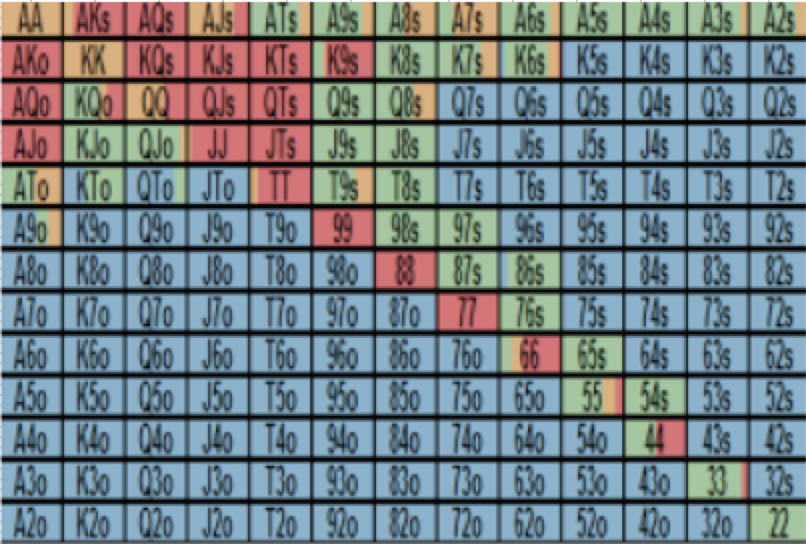 AA AKs AQs AJs ATs A9s A8s A7s A6s A5s A4s A3s A2s
AKo KK KQs KJs KTs K9s K8s K7s K6s K5s K4s K3s K2s
AQo KQo QQ QJs QTs Q9s Q8s Q7s Q6s Q5s Q4s Q3s Q2s
AJo KJo QJo JJ JTs J9s J8s J7s J6s J5s J4s J3s J2s
ATo KTo QTo JTo TT T9s T8s T7s T6s T5s T4s T3s T2s
A9o K9o Q9o J9o T9o 99 98s 97s 96s 95s 94s 93s 92s
A8o K8o Q8o J8o T8o 98o 88 87s 86s 85s 84s 83s 82s
A7o K7o Q7o J7o T7o 97o 87o 77 76s 75s 74s 73s 72s
A6o K6o Q6o J6o T6o 96o 86o 76o 66 65s 64s 63s 62s
A5o K5o Q5o J5o T5o 95o 85o 75o 65o 55 54s 53s 52s
A4o K4o Q4o J4o T4o 94o 84o 74o 64o 54o 44 43s 42s
A3o K3o Q3o J3o T3o 93o 83o 73o 63o 53o 43o 33 32s
A2o K2o Q2o J2o T2o 92o 82o 72o 62o 52o 42o 32o 22